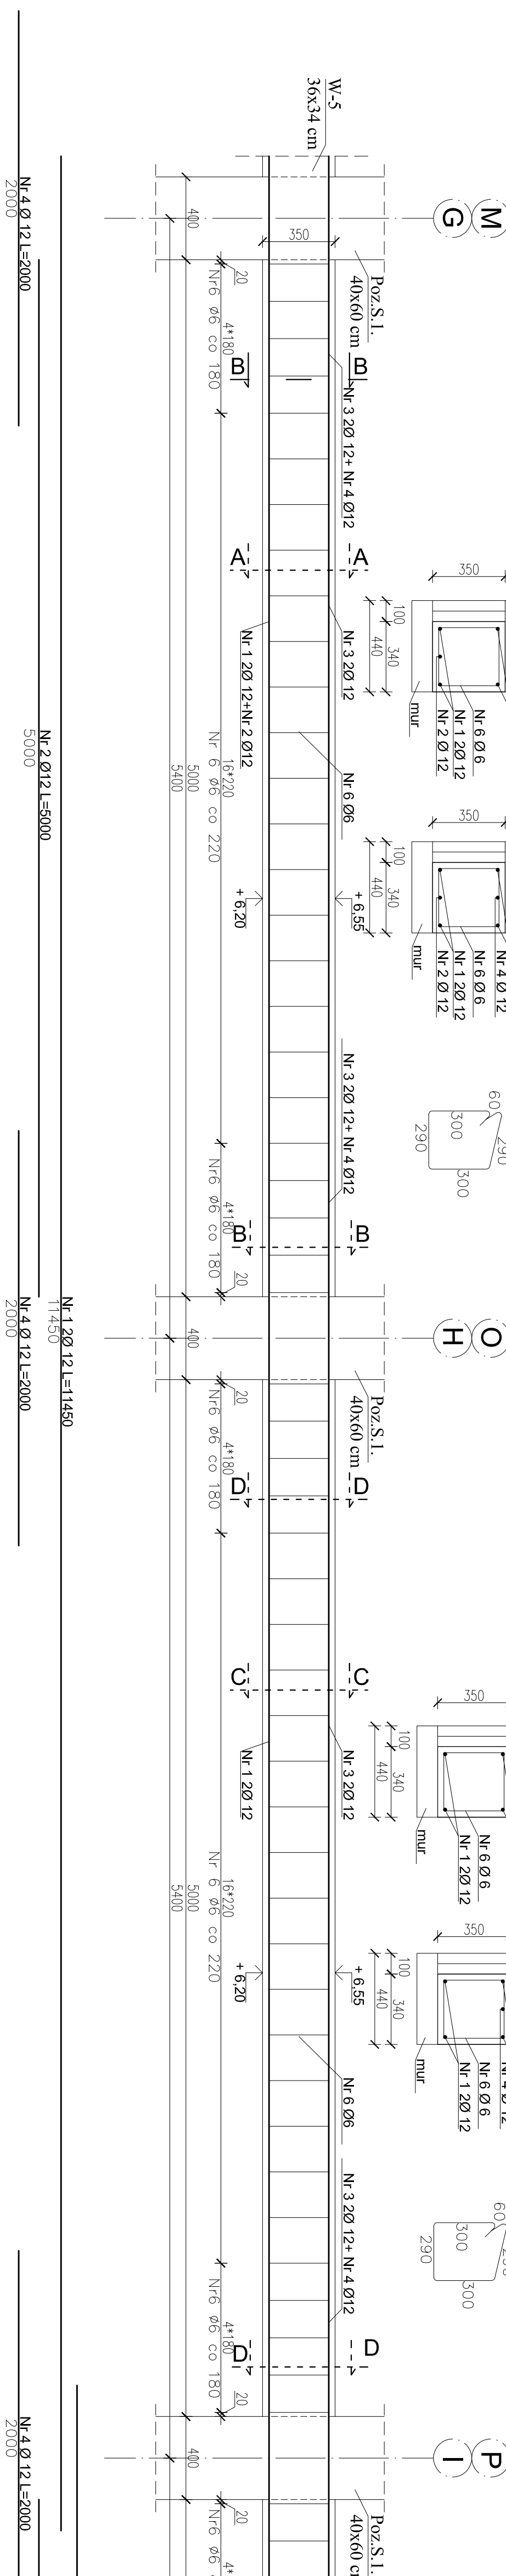 W-5
36x34 cm
M
G
Poz.S.1.
40x60 cm
400
350
20
4*180
Nr6 ø6 co 180
B
B
Nr 3 2Ø 12+ Nr 4 Ø12
Nr 4 Ø 12 L=2000
2000
A
A
Nr 1 2Ø 12+Nr 2 Ø12
Nr 3 2Ø 12
350
100
340
440
mur
Nr 6 Ø 6
Nr 1 2Ø 12
Nr 2 Ø 12
16*220
Nr 6 ø6 co 220
5000
5400
Nr 6 Ø6
Nr 2 Ø12 L=5000
5000
350
100
340
440
mur
Nr 4 Ø 12
Nr 6 Ø 6
Nr 1 2Ø 12
Nr 2 Ø 12
+ 6,20
+ 6,55
Nr 3 2Ø 12+ Nr 4 Ø12
60
290
300
290
300
4*180
Nr6 ø6 co 180
B
B
20
O
H
Poz.S.1.
40x60 cm
400
Nr 1 2Ø 12 L=11450
11450
Nr 4 Ø 12 L=2000
2000
20
4*180
Nr6 ø6 co 180
D
D
C
C
Nr 1 2Ø 12
Nr 3 2Ø 12
350
100
340
440
mur
Nr 6 Ø 6
Nr 1 2Ø 12
16*220
Nr 6 ø6 co 220
5000
5400
350
100
340
440
mur
Nr 4 Ø 12
Nr 6 Ø 6
Nr 1 2Ø 12
+ 6,20
+ 6,55
Nr 6 Ø6
Nr 3 2Ø 12+ Nr 4 Ø12
60
300
290
300
4*180
Nr6 ø6 co 180
D
D
20
P
I
Poz.S.1.
40x60 cm
400
Nr 4 Ø 12 L=2000
2000
20
Nr6 ø6